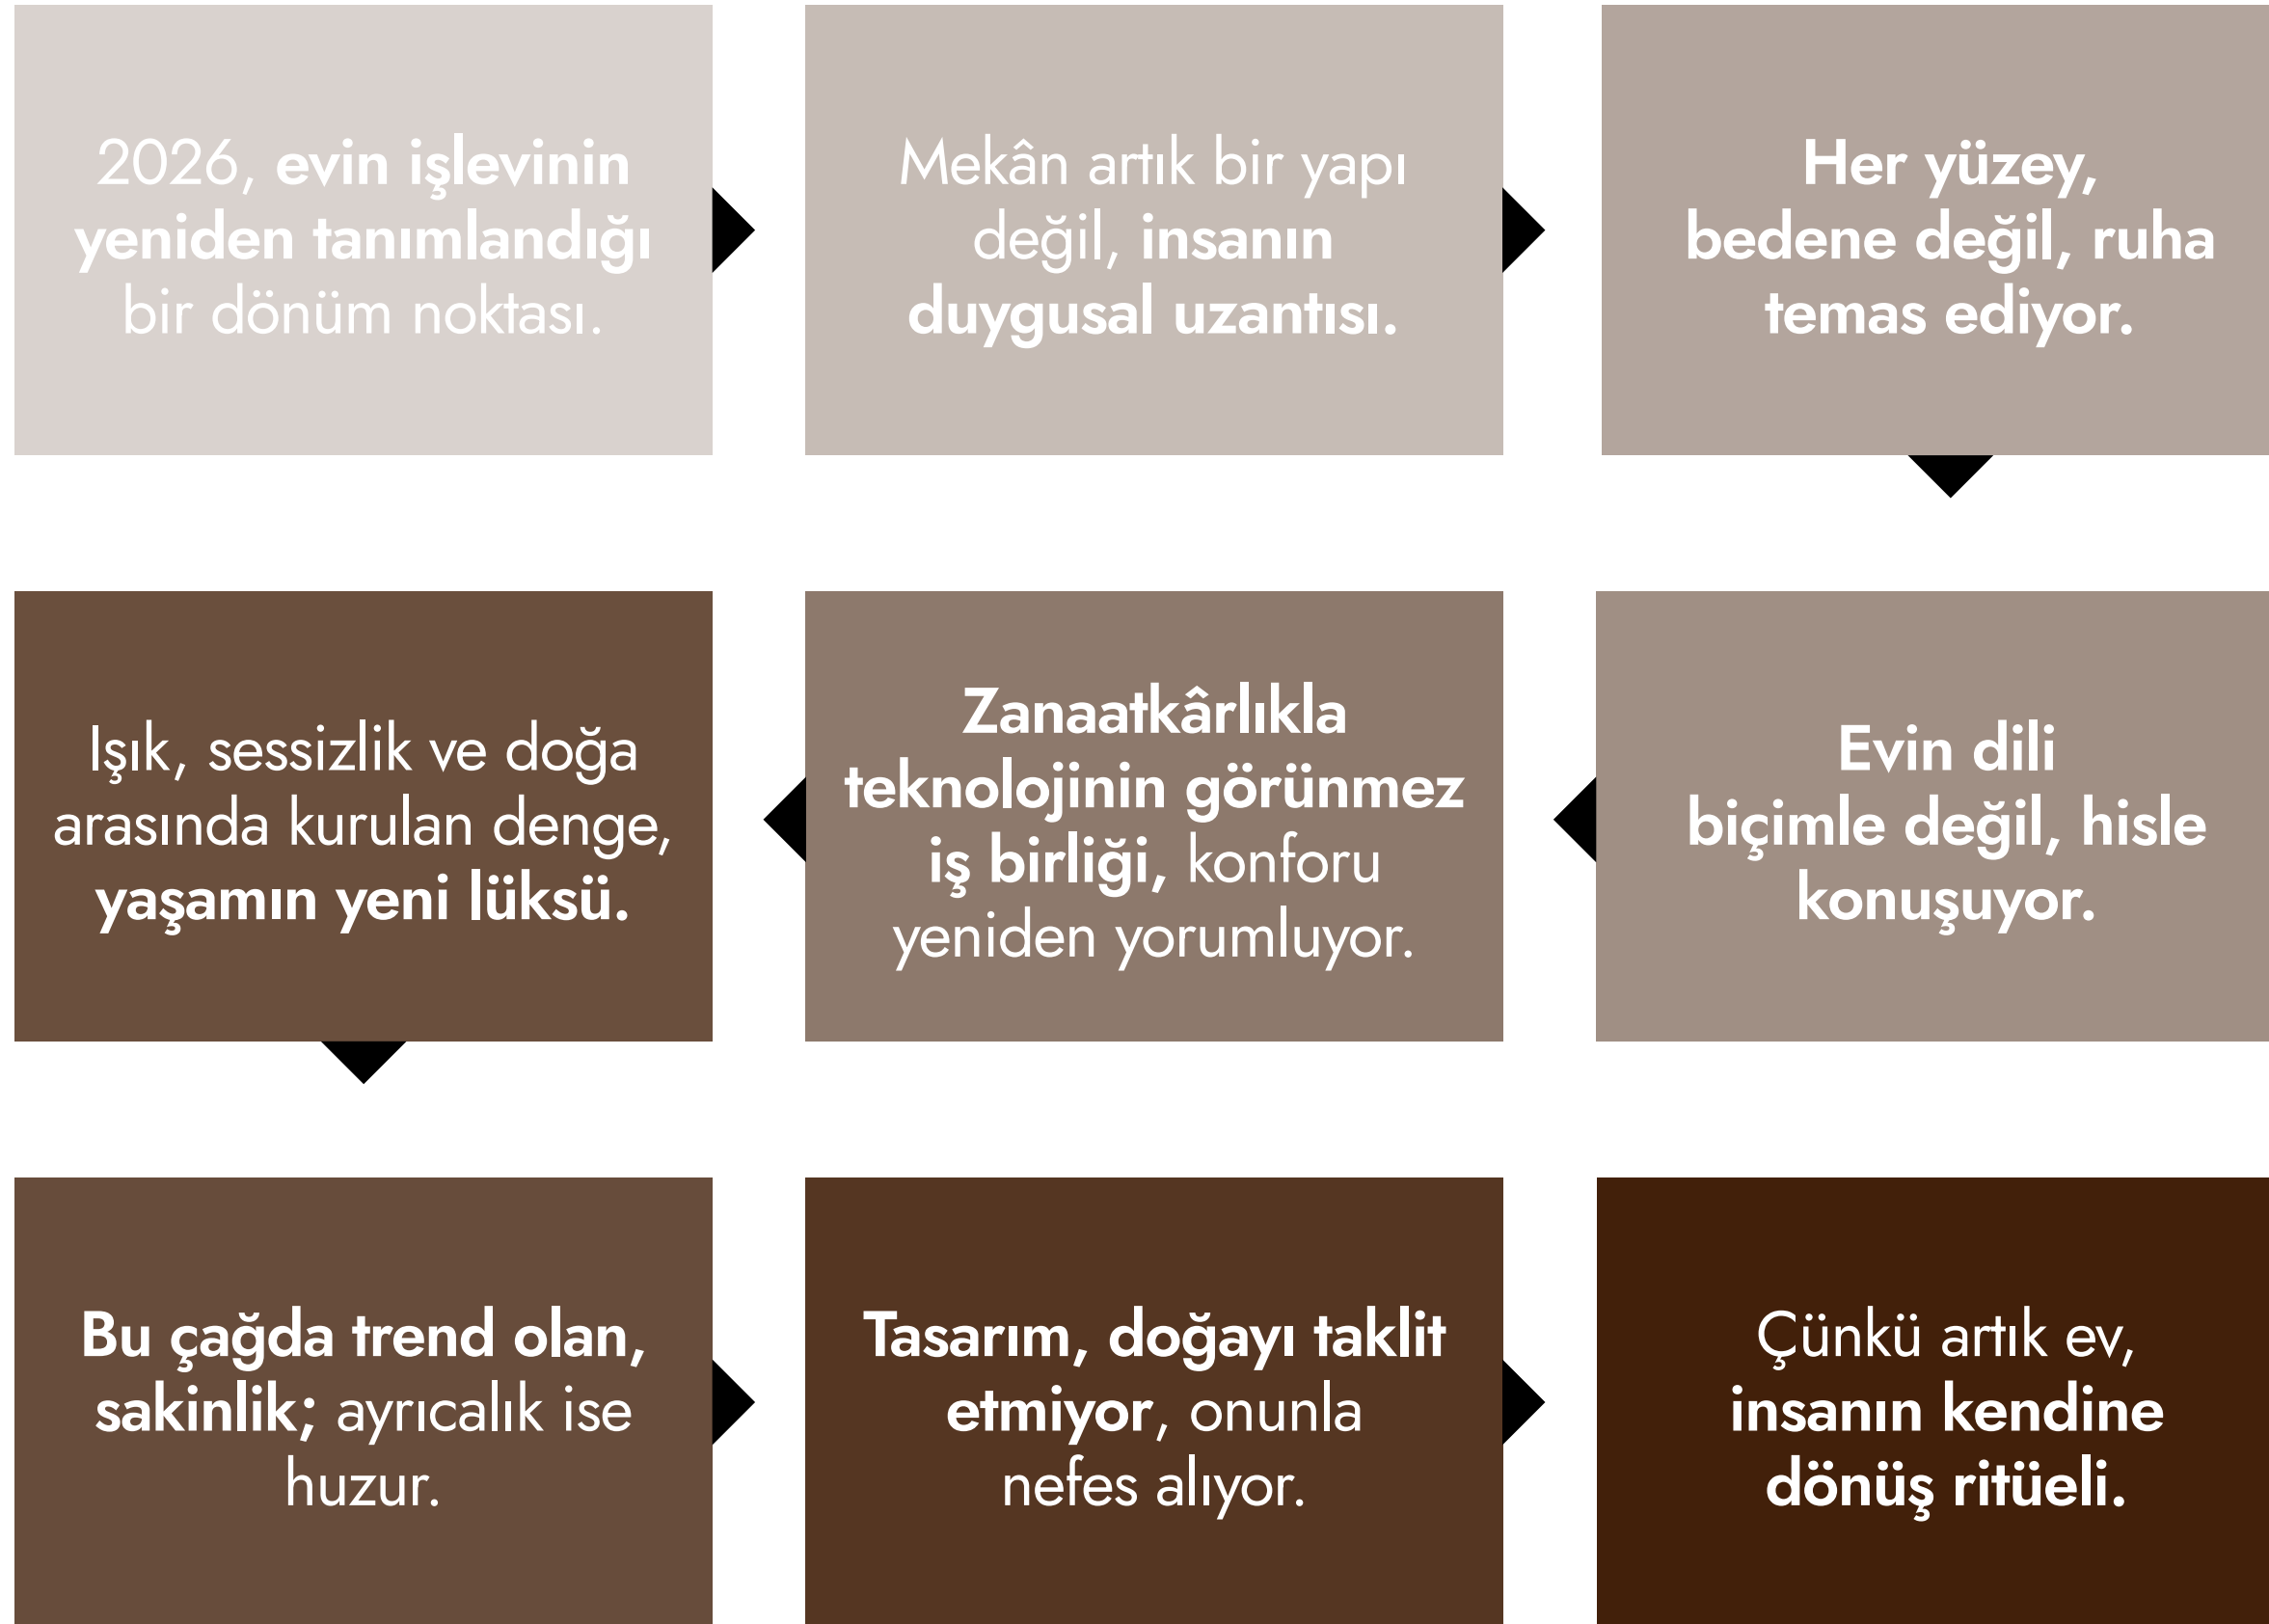 2026, evin işlevinin
yeniden tanımlandığı
bir dönüm noktası.
Mekân artık bir yapı
değil, insanın
duygusal uzantısı.
Her yüzey,
bedene değil, ruha
temas ediyor.
Evin dili
biçimle değil, hisle
konuşuyor.
Zanaatkârlıkla
teknolojinin görünmez
iş birliği, konforu
yeniden yorumluyor.
Işık, sessizlik ve doğa
arasında kurulan denge,
yaşamın yeni lüksü.
Bu çağda trend olan,
sakinlik; ayrıcalık ise
huzur.
Tasarım, doğayı taklit
etmiyor, onunla
nefes alıyor.
Çünkü artık ev,
insanın kendine
dönüş ritüeli.